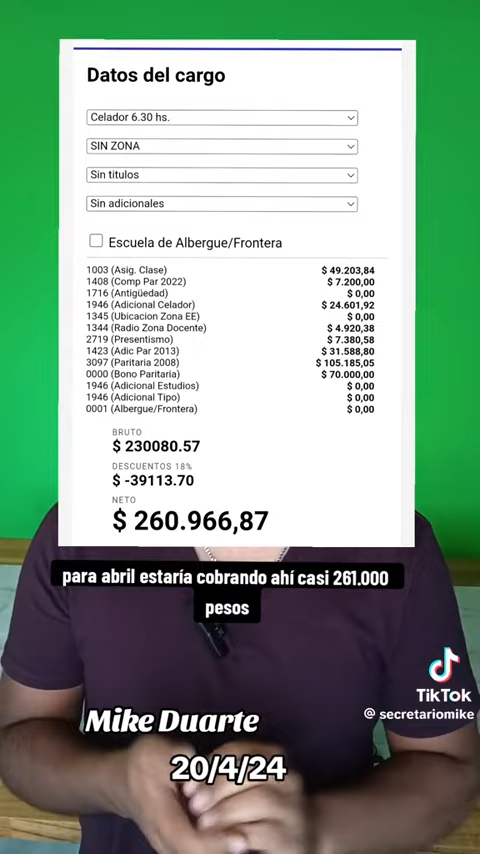 Datos del cargo
Celador 6.30 hs.
SIN ZONA
Sin titulos
Sin adicionales
Escuela de Albergue/Frontera
1003 (Asig. Clase) $ 49.203,84
1408 (Comp Par 2022) $ 7.200,00
1716 (Antigüedad) $ 0,00
1946 (Adicional Celador) $ 24.601,92
1345 (Ubicacion Zona EE) $ 0,00
1344 (Radio Zona Docente) $ 4.920,38
2719 (Presentismo) $ 7.380,58
1423 (Adic Par 2013) $ 31.588,80
3097 (Paritaria 2008) $ 105.185,05
0000 (Bono Paritaria) $ 70.000,00
1946 (Adicional Estudios) $ 0,00
1946 (Adicional Tipo) $ 0,00
0001 (Albergue/Frontera) $ 0,00
BRUTO
$ 230080.57
DESCUENTOS 18%
$ -39113.70
NETO
$ 260.966,87
para abril estaría cobrando ahí casi 261.000
pesos
TikTok
@ secretariomike
Mike Duarte
20/4/24